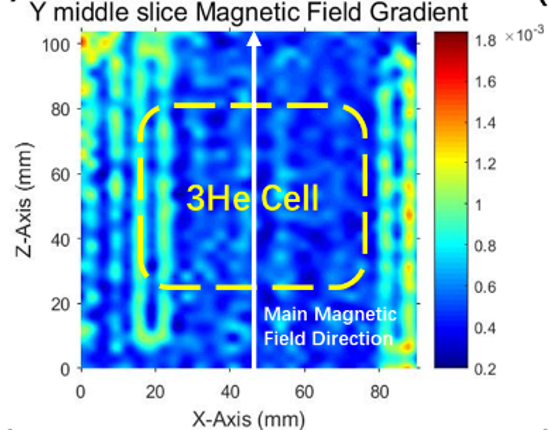 Y middle slice Magnetic Field Gradient
×10⁻³
1.8
1.6
1.4
1.2
1
0.8
0.6
0.4
0.2
100
80
60
40
20
0
Z-Axis (mm)
3He Cell
Main Magnetic
Field Direction
0 20 40 60 80
X-Axis (mm)